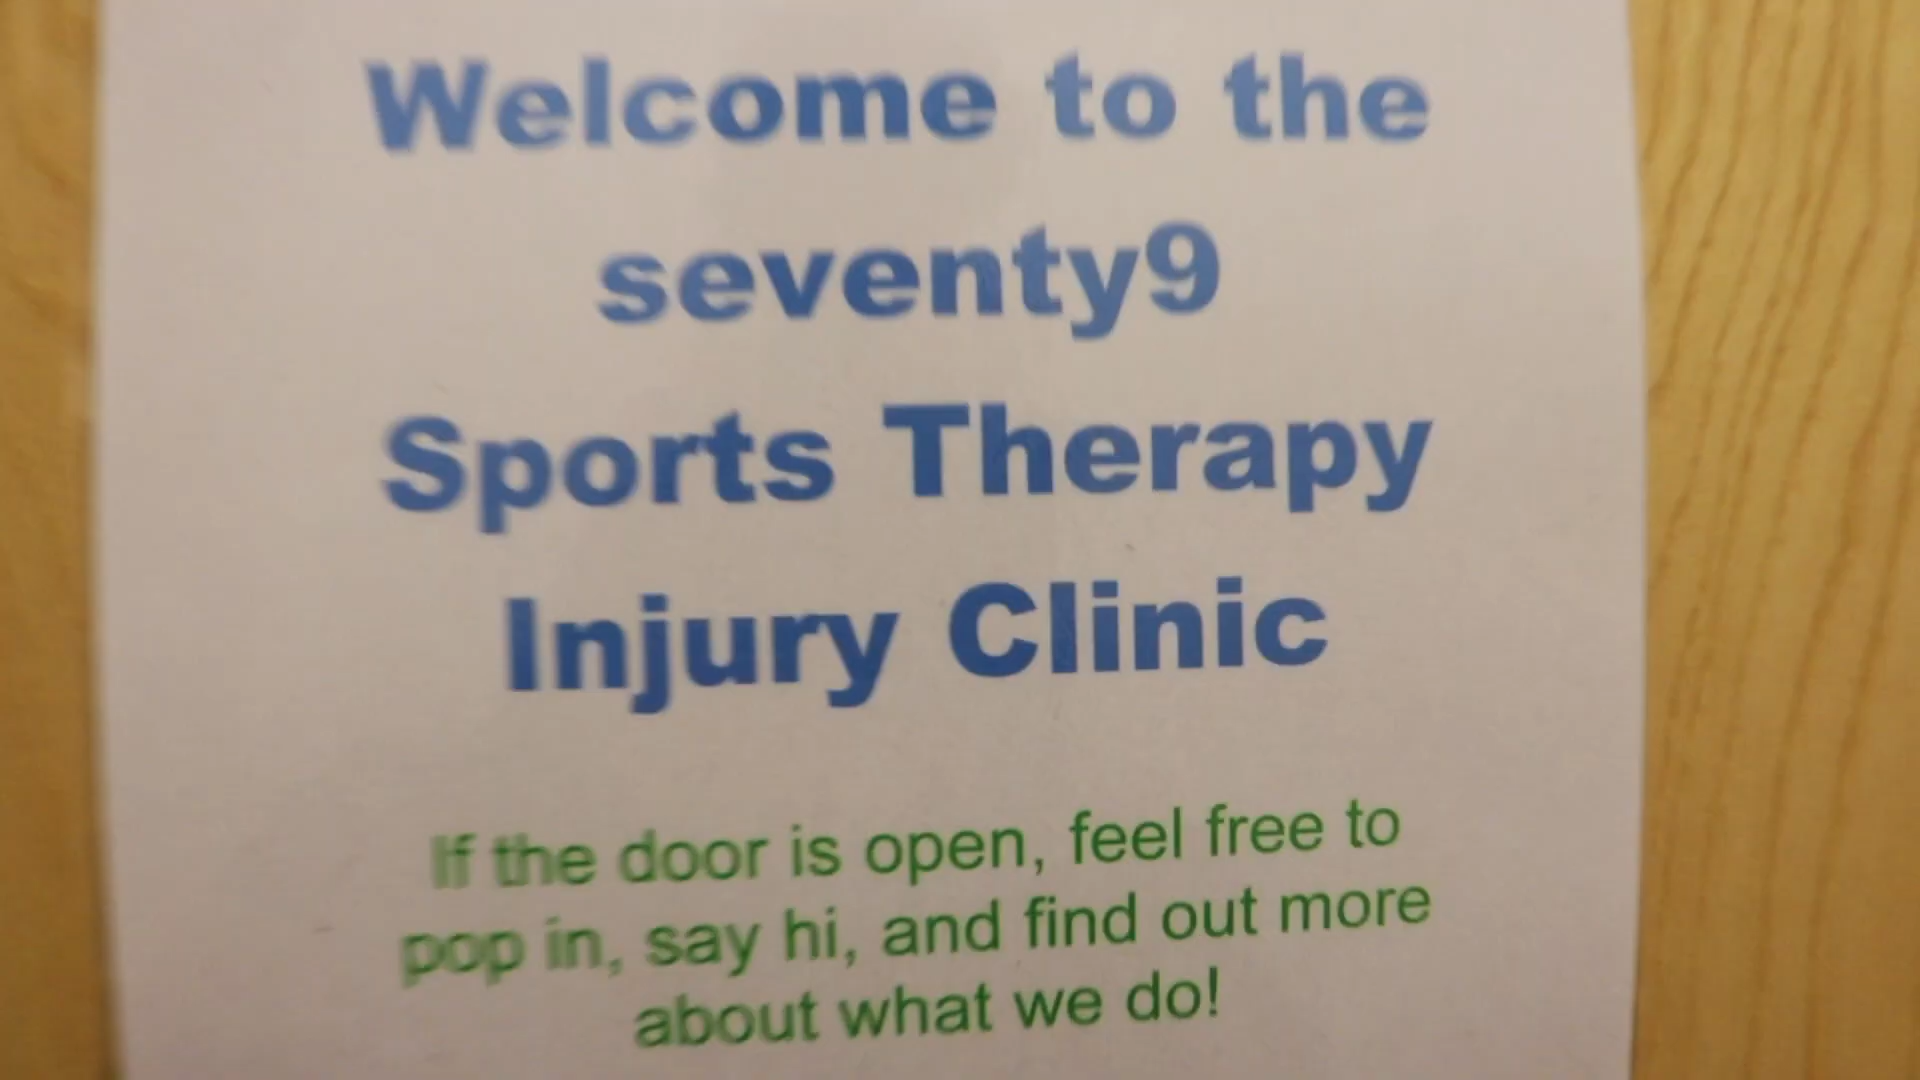 Welcome to the
seventy9
Sports Therapy
Injury Clinic
If the door is open, feel free to
pop in, say hi, and find out more
about what we do!